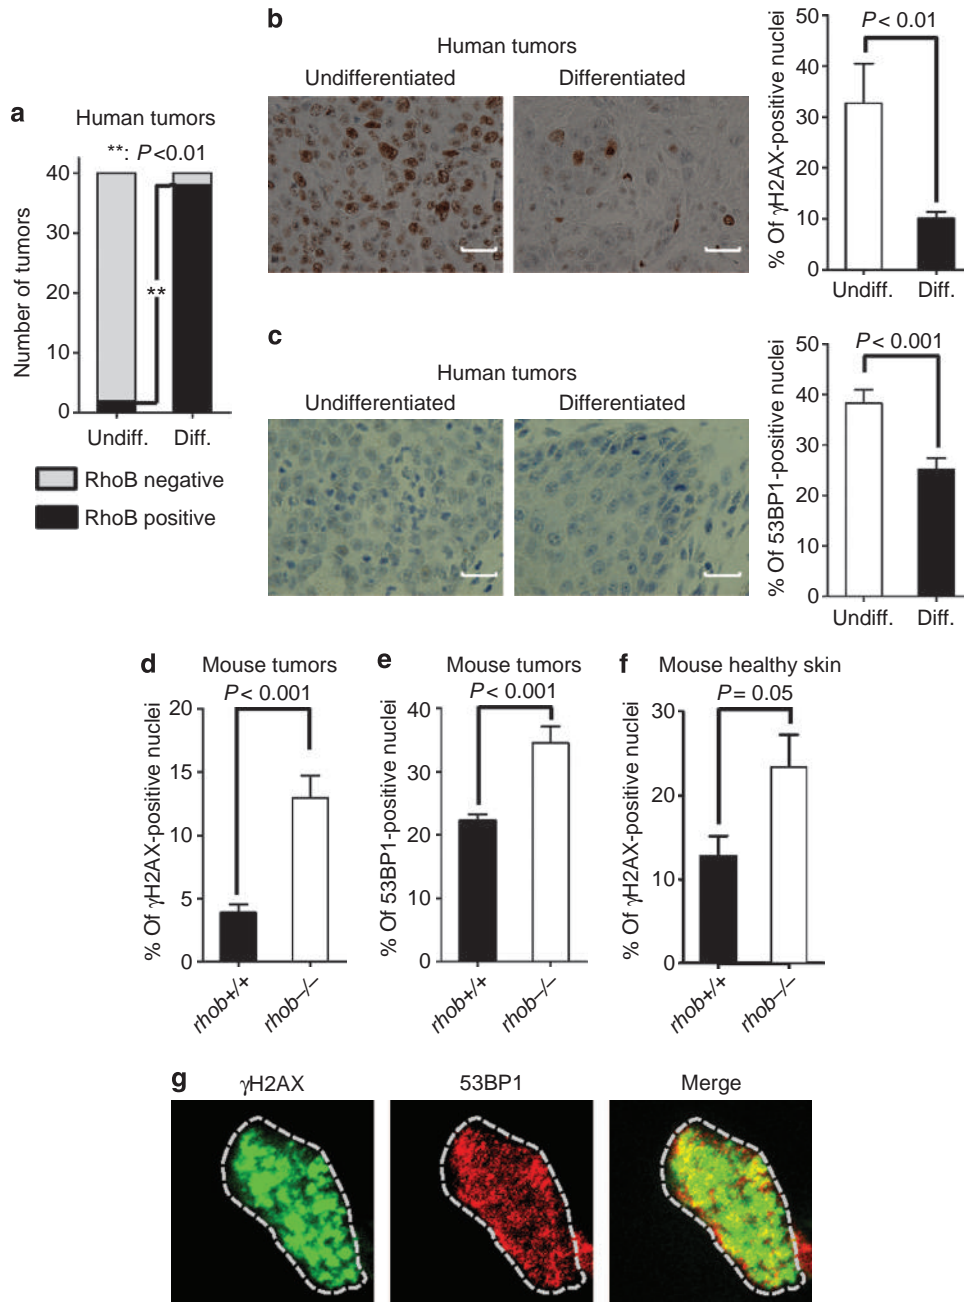 a
Human tumors
**: P<0.01
Number of tumors
40
30
20
10
0
**
Undiff. Diff.
RhoB negative
RhoB positive
b
Human tumors
Undifferentiated Differentiated
P< 0.01
% Of γH2AX-positive nuclei
50
40
30
20
10
0
Undiff. Diff.
c
Human tumors
Undifferentiated Differentiated
P< 0.001
% Of 53BP1-positive nuclei
50
40
30
20
10
0
Undiff. Diff.
d
Mouse tumors
P< 0.001
% Of γH2AX-positive nuclei
20
15
10
5
0
rhob+/+ rhob–/–
e
Mouse tumors
P< 0.001
% Of 53BP1-positive nuclei
40
30
20
10
0
rhob+/+ rhob–/–
f
Mouse healthy skin
P= 0.05
% Of γH2AX-positive nuclei
30
20
10
0
rhob+/+ rhob–/–
g
γH2AX 53BP1 Merge